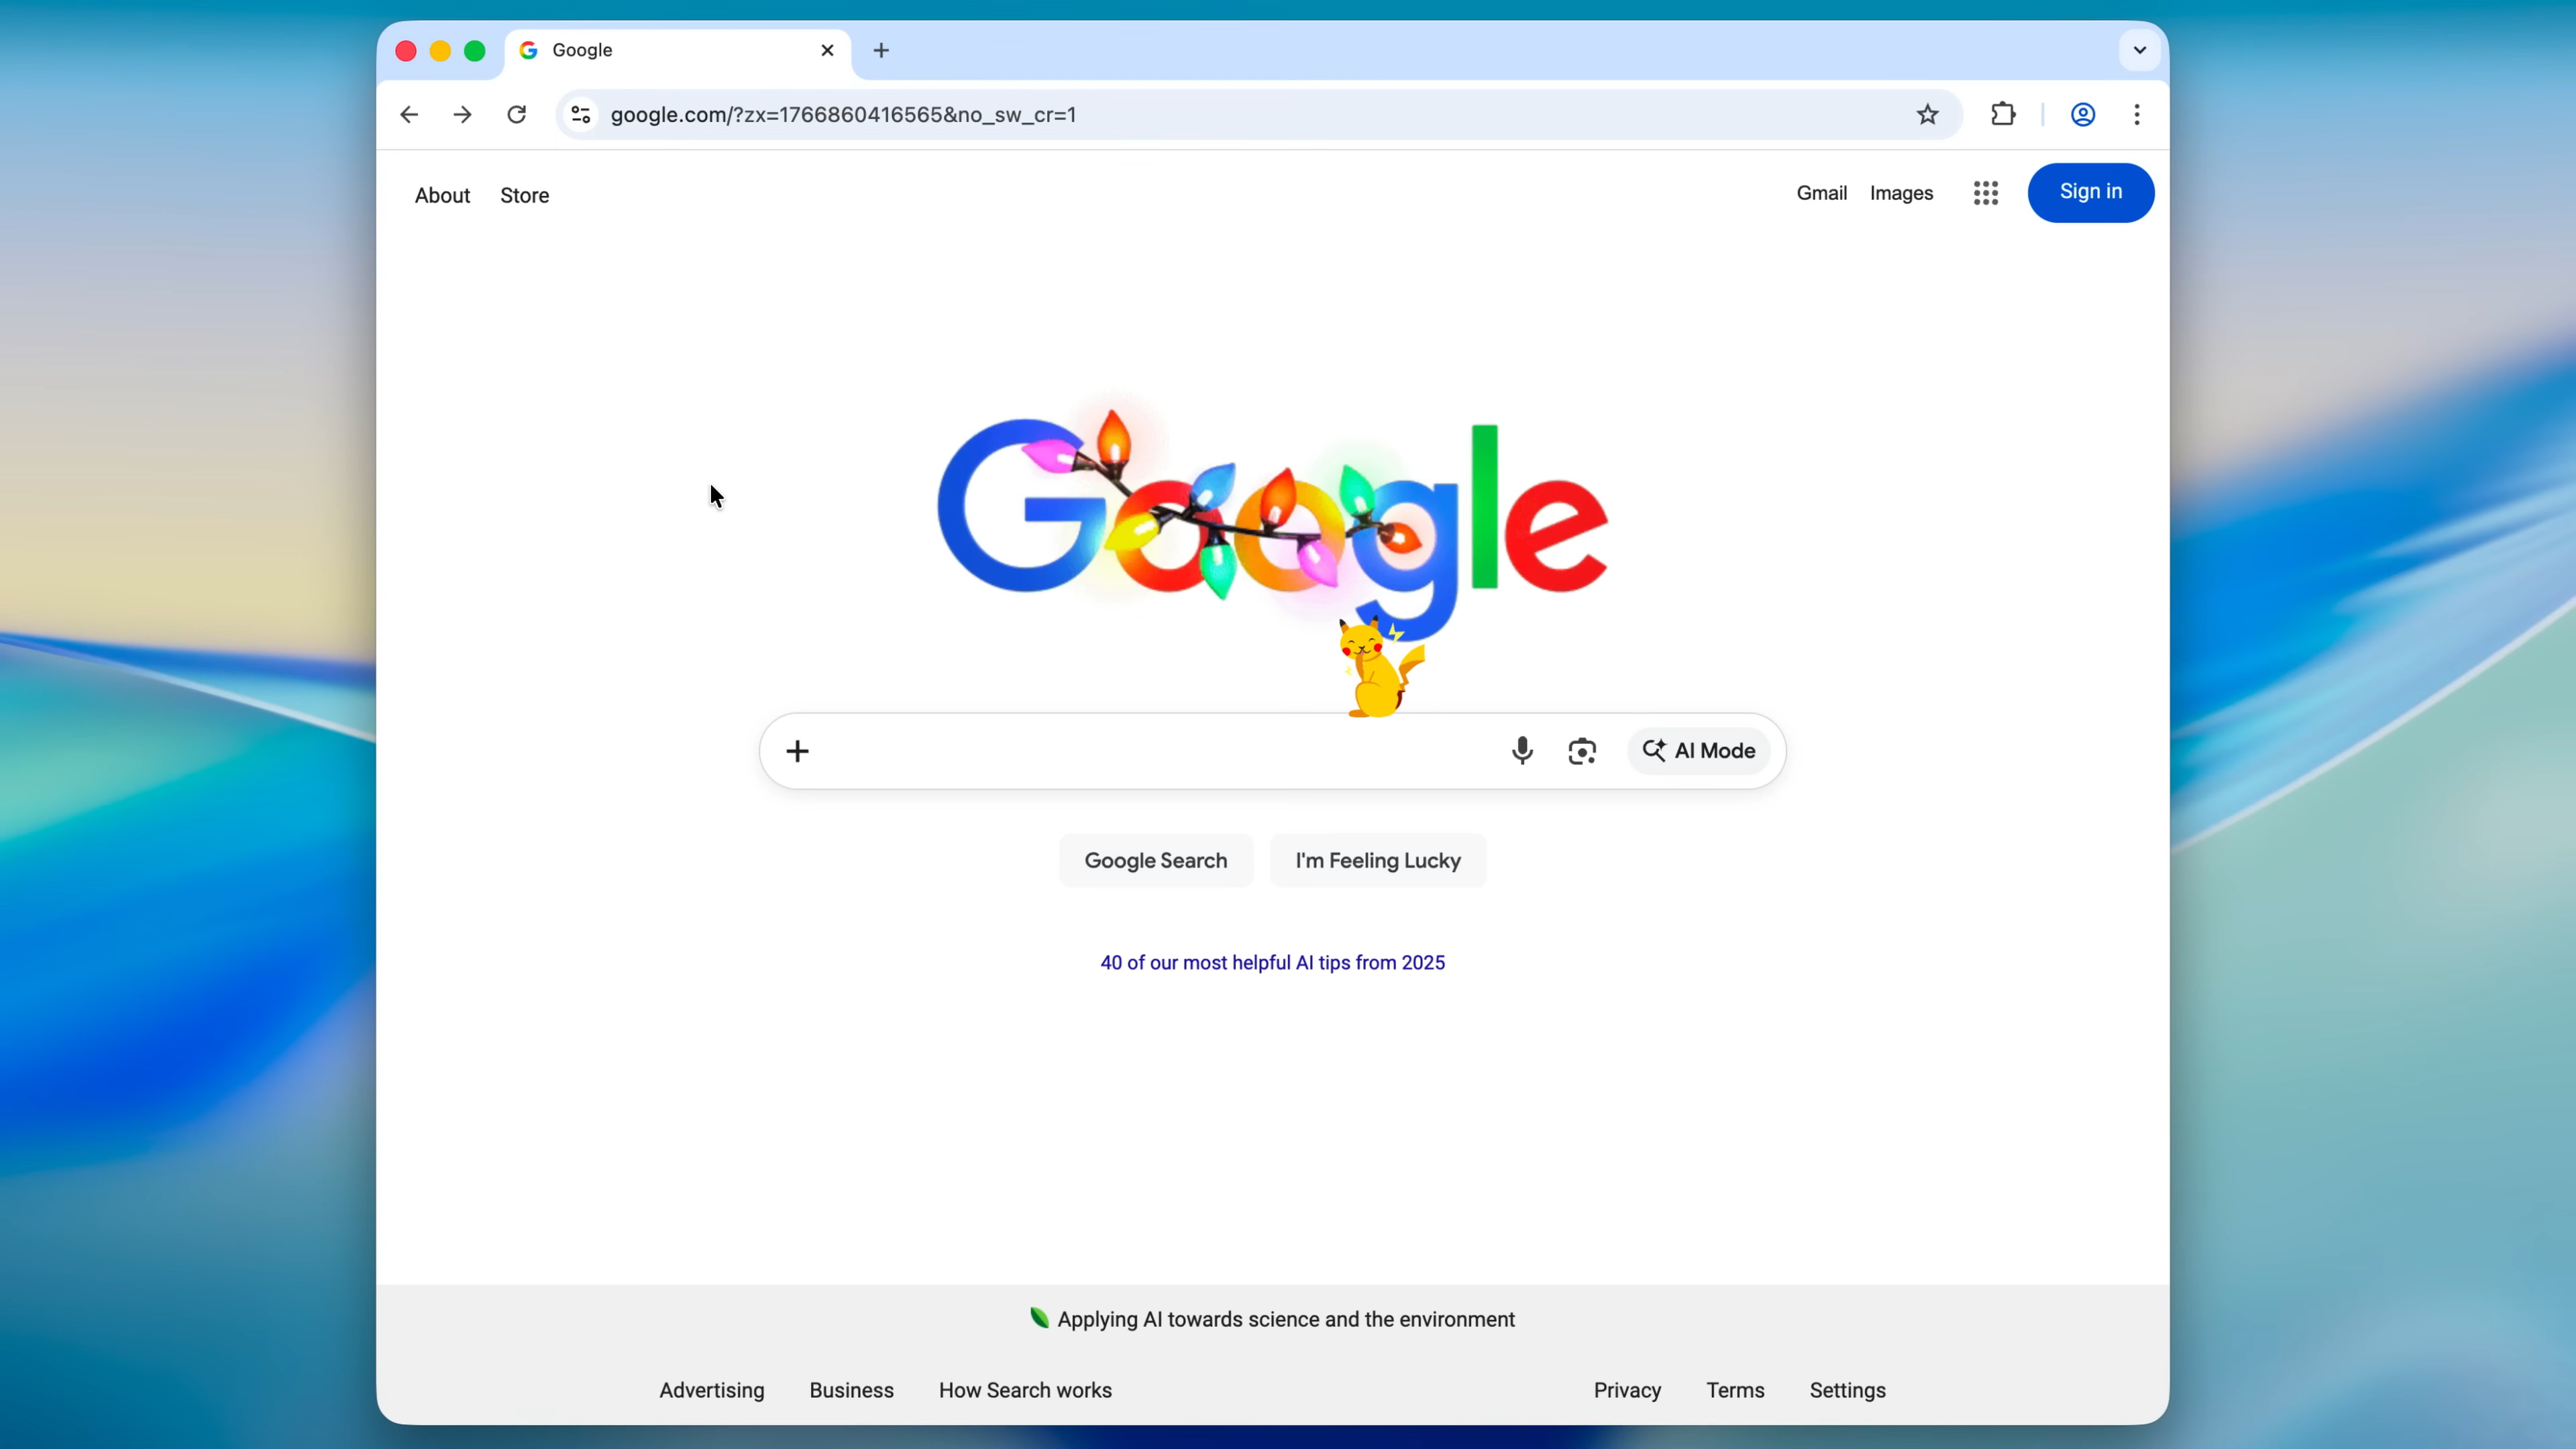 Google
google.com/?zx=1766860416565&no_sw_cr=1
About Store Gmail Images Sign in
Google
AI Mode
Google Search I'm Feeling Lucky
40 of our most helpful AI tips from 2025
Applying AI towards science and the environment
Advertising Business How Search works Privacy Terms Settings